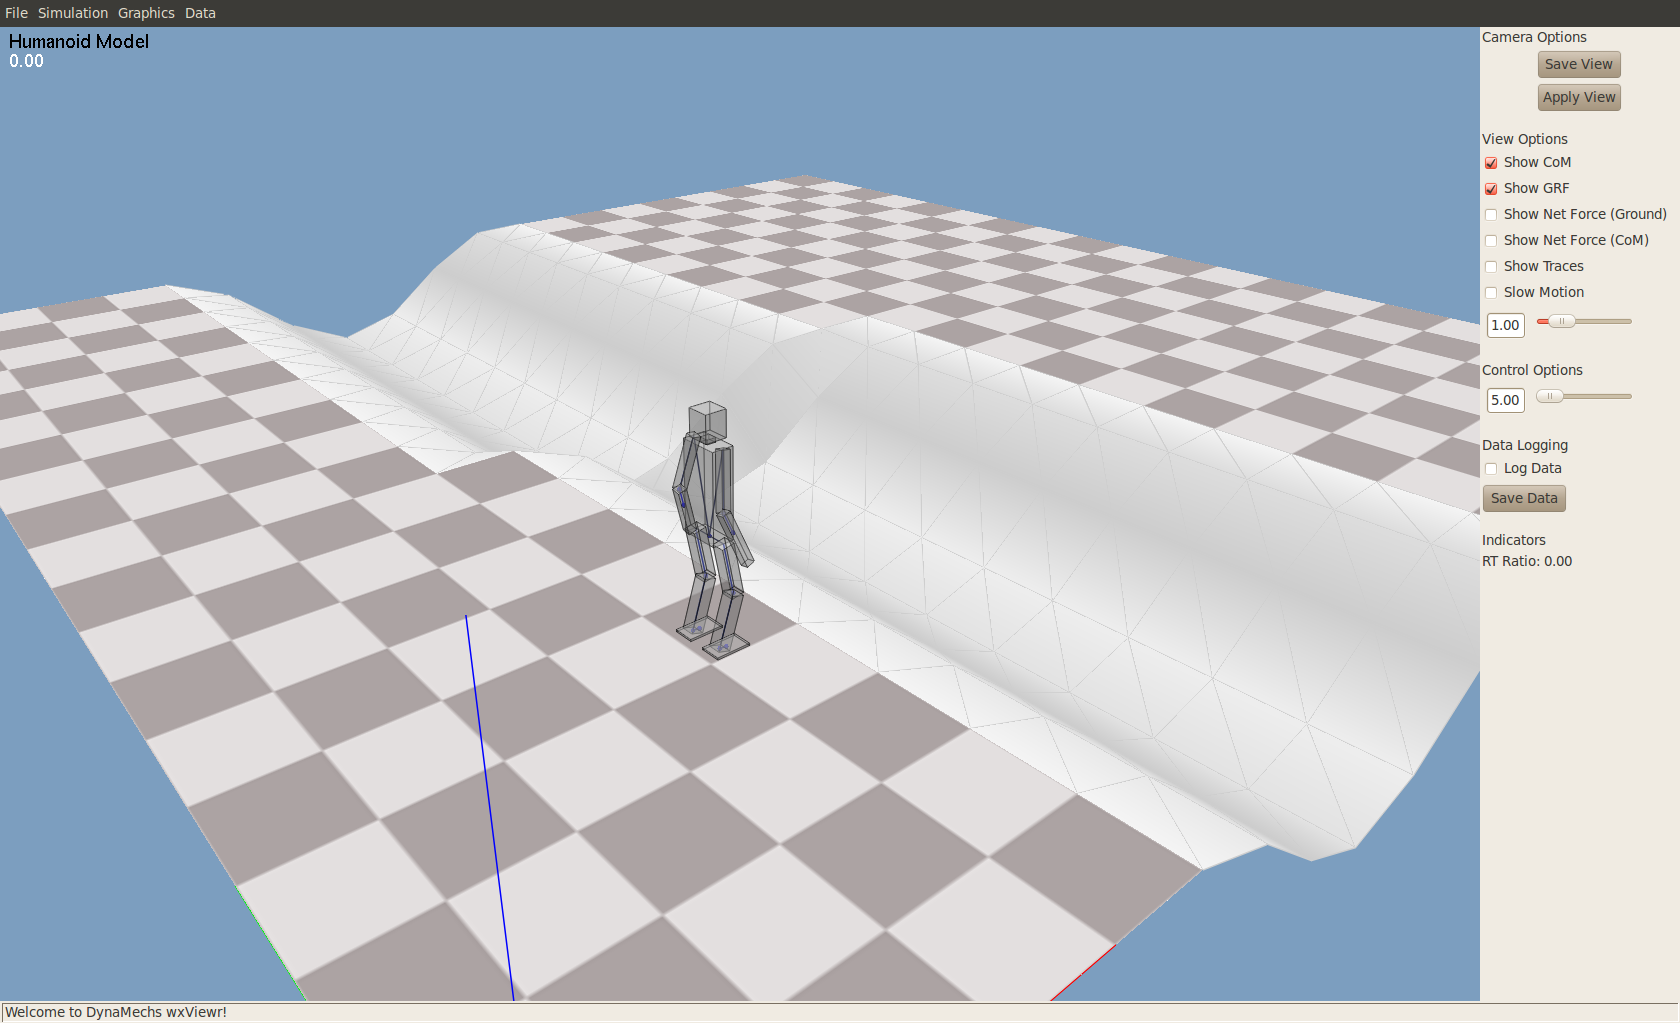 File Simulation Graphics Data
Humanoid Model
0.00
Camera Options
Save View
Apply View
View Options
Show CoM
Show GRF
Show Net Force (Ground)
Show Net Force (CoM)
Show Traces
Slow Motion
1.00
Control Options
5.00
Data Logging
Log Data
Save Data
Indicators
RT Ratio: 0.00
Welcome to DynaMechs wxViewr!